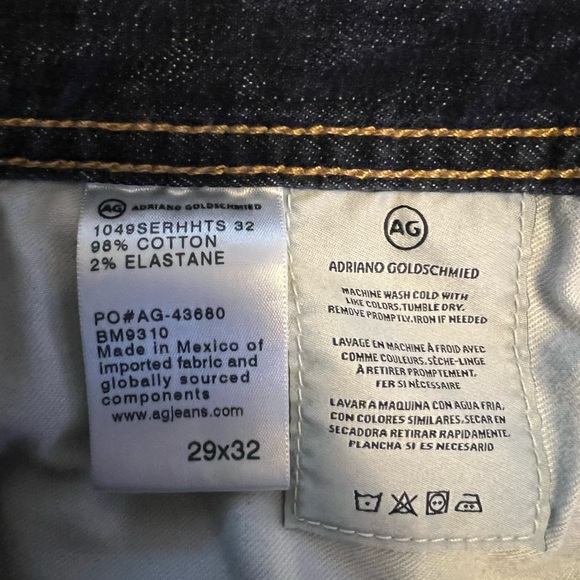 AG ADRIANO GOLDSCHMIED
1049SERHHTS 32
98% COTTON
2% ELASTANE
PO#AG-43680
BM9310
Made in Mexico of
imported fabric and
globally sourced
components
www.agjeans.com
29x32
AG
ADRIANO GOLDSCHMIED
MACHINE WASH COLD WITH
LIKE COLORS.TUMBLE DRY.
REMOVE PROMPTLY.IRON IF NEEDED
LAVAGE EN MACHINE À FROID AVEC
COMME COULEURS. SÈCHE-LINGE
À RETIRER PROMPTEMENT.
FER SI NÉCESSAIRE
LAVAR A MAQUINA CON AGUA FRIA.
CON COLORES SIMILARES. SECAR EN
SECADORA RETIRAR RAPIDAMENTE.
PLANCHA SI ES NECESARIO